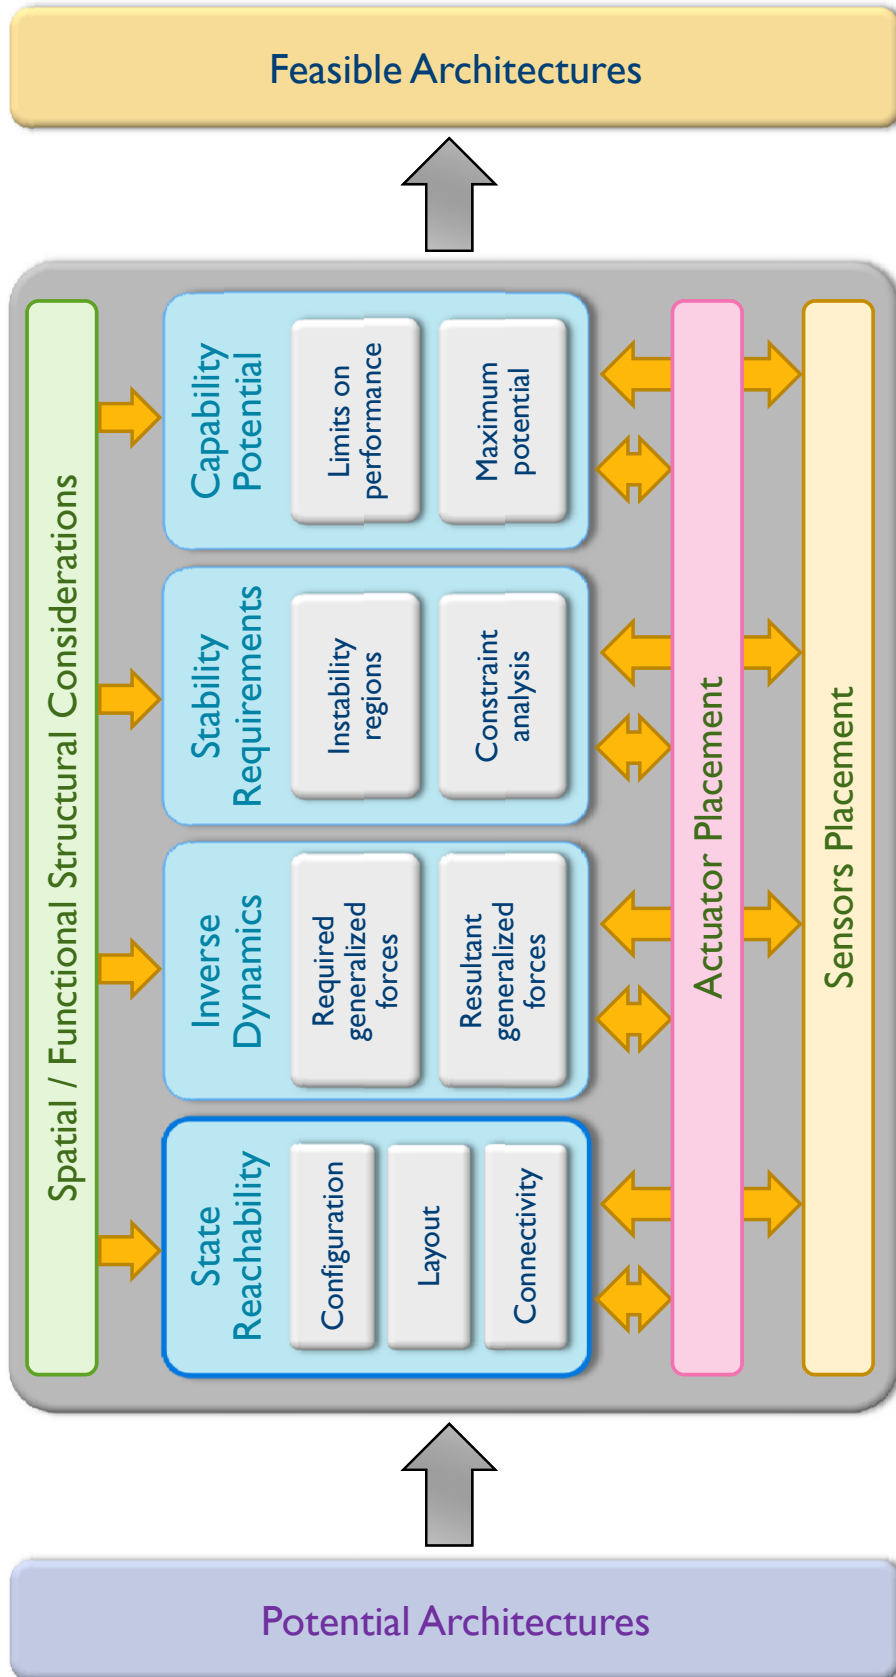 Feasible Architectures
Spatial / Functional Structural Considerations
State
Reachability
Configuration
Layout
Connectivity
Inverse
Dynamics
Required
generalized
forces
Resultant
generalized
forces
Stability
Requirements
Instability
regions
Constraint
analysis
Capability
Potential
Limits on
performance
Maximum
potential
Actuator Placement
Sensors Placement
Potential Architectures